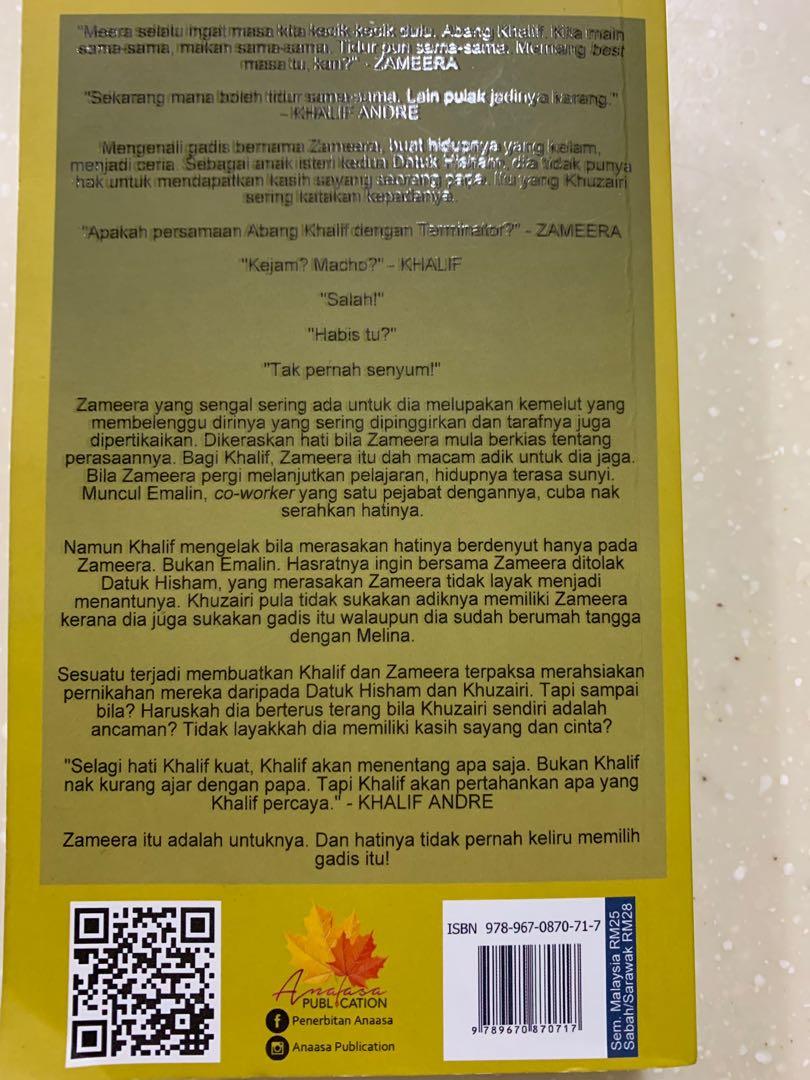 "Meera selalu ingat masa kita kecik-kecik dulu. Abang Khalif. Kita main
sama-sama, makan sama-sama. Tidur pun sama-sama. Memang best
masa tu, kan?" - ZAMEERA
"Sekarang mana boleh tidur sama-sama. Lain pulak jadinya karang."
- KHALIF ANDRE
Mengenali gadis bernama Zameera, buat hidupnya yang kelam,
menjadi ceria. Sebagai anak isteri kedua Datuk Hisham, dia tidak punya
hak untuk mendapatkan kasih sayang seorang papa. Itu yang Khuzairi
sering katakan kepadanya.
"Apakah persamaan Abang Khalif dengan Terminator?" - ZAMEERA
"Kejam? Macho?" - KHALIF
"Salah!"
"Habis tu?"
"Tak pernah senyum!"
Zameera yang sengal sering ada untuk dia melupakan kemelut yang
membelenggu dirinya yang sering dipinggirkan dan tarafnya juga
dipertikaikan. Dikeraskan hati bila Zameera mula berkias tentang
perasaannya. Bagi Khalif, Zameera itu dah macam adik untuk dia jaga.
Bila Zameera pergi melanjutkan pelajaran, hidupnya terasa sunyi.
Muncul Emalin, co-worker yang satu pejabat dengannya, cuba nak
serahkan hatinya.
Namun Khalif mengelak bila merasakan hatinya berdenyut hanya pada
Zameera. Bukan Emalin. Hasratnya ingin bersama Zameera ditolak
Datuk Hisham, yang merasakan Zameera tidak layak menjadi
menantunya. Khuzairi pula tidak sukakan adiknya memiliki Zameera
kerana dia juga sukakan gadis itu walaupun dia sudah berumah tangga
dengan Melina.
Sesuatu terjadi membuatkan Khalif dan Zameera terpaksa merahsiakan
pernikahan mereka daripada Datuk Hisham dan Khuzairi. Tapi sampai
bila? Haruskah dia berterus terang bila Khuzairi sendiri adalah
ancaman? Tidak layakkah dia memiliki kasih sayang dan cinta?
"Selagi hati Khalif kuat, Khalif akan menentang apa saja. Bukan Khalif
nak kurang ajar dengan papa. Tapi Khalif akan pertahankan apa yang
Khalif percaya." - KHALIF ANDRE
Zameera itu adalah untuknya. Dan hatinya tidak pernah keliru memilih
gadis itu!
Anaasa
PUBLICATION
Penerbitan Anaasa
Anaasa Publication
ISBN 978-967-0870-71-7
9 789670 870717
Sem. Malaysia RM25
Sabah/Sarawak RM28